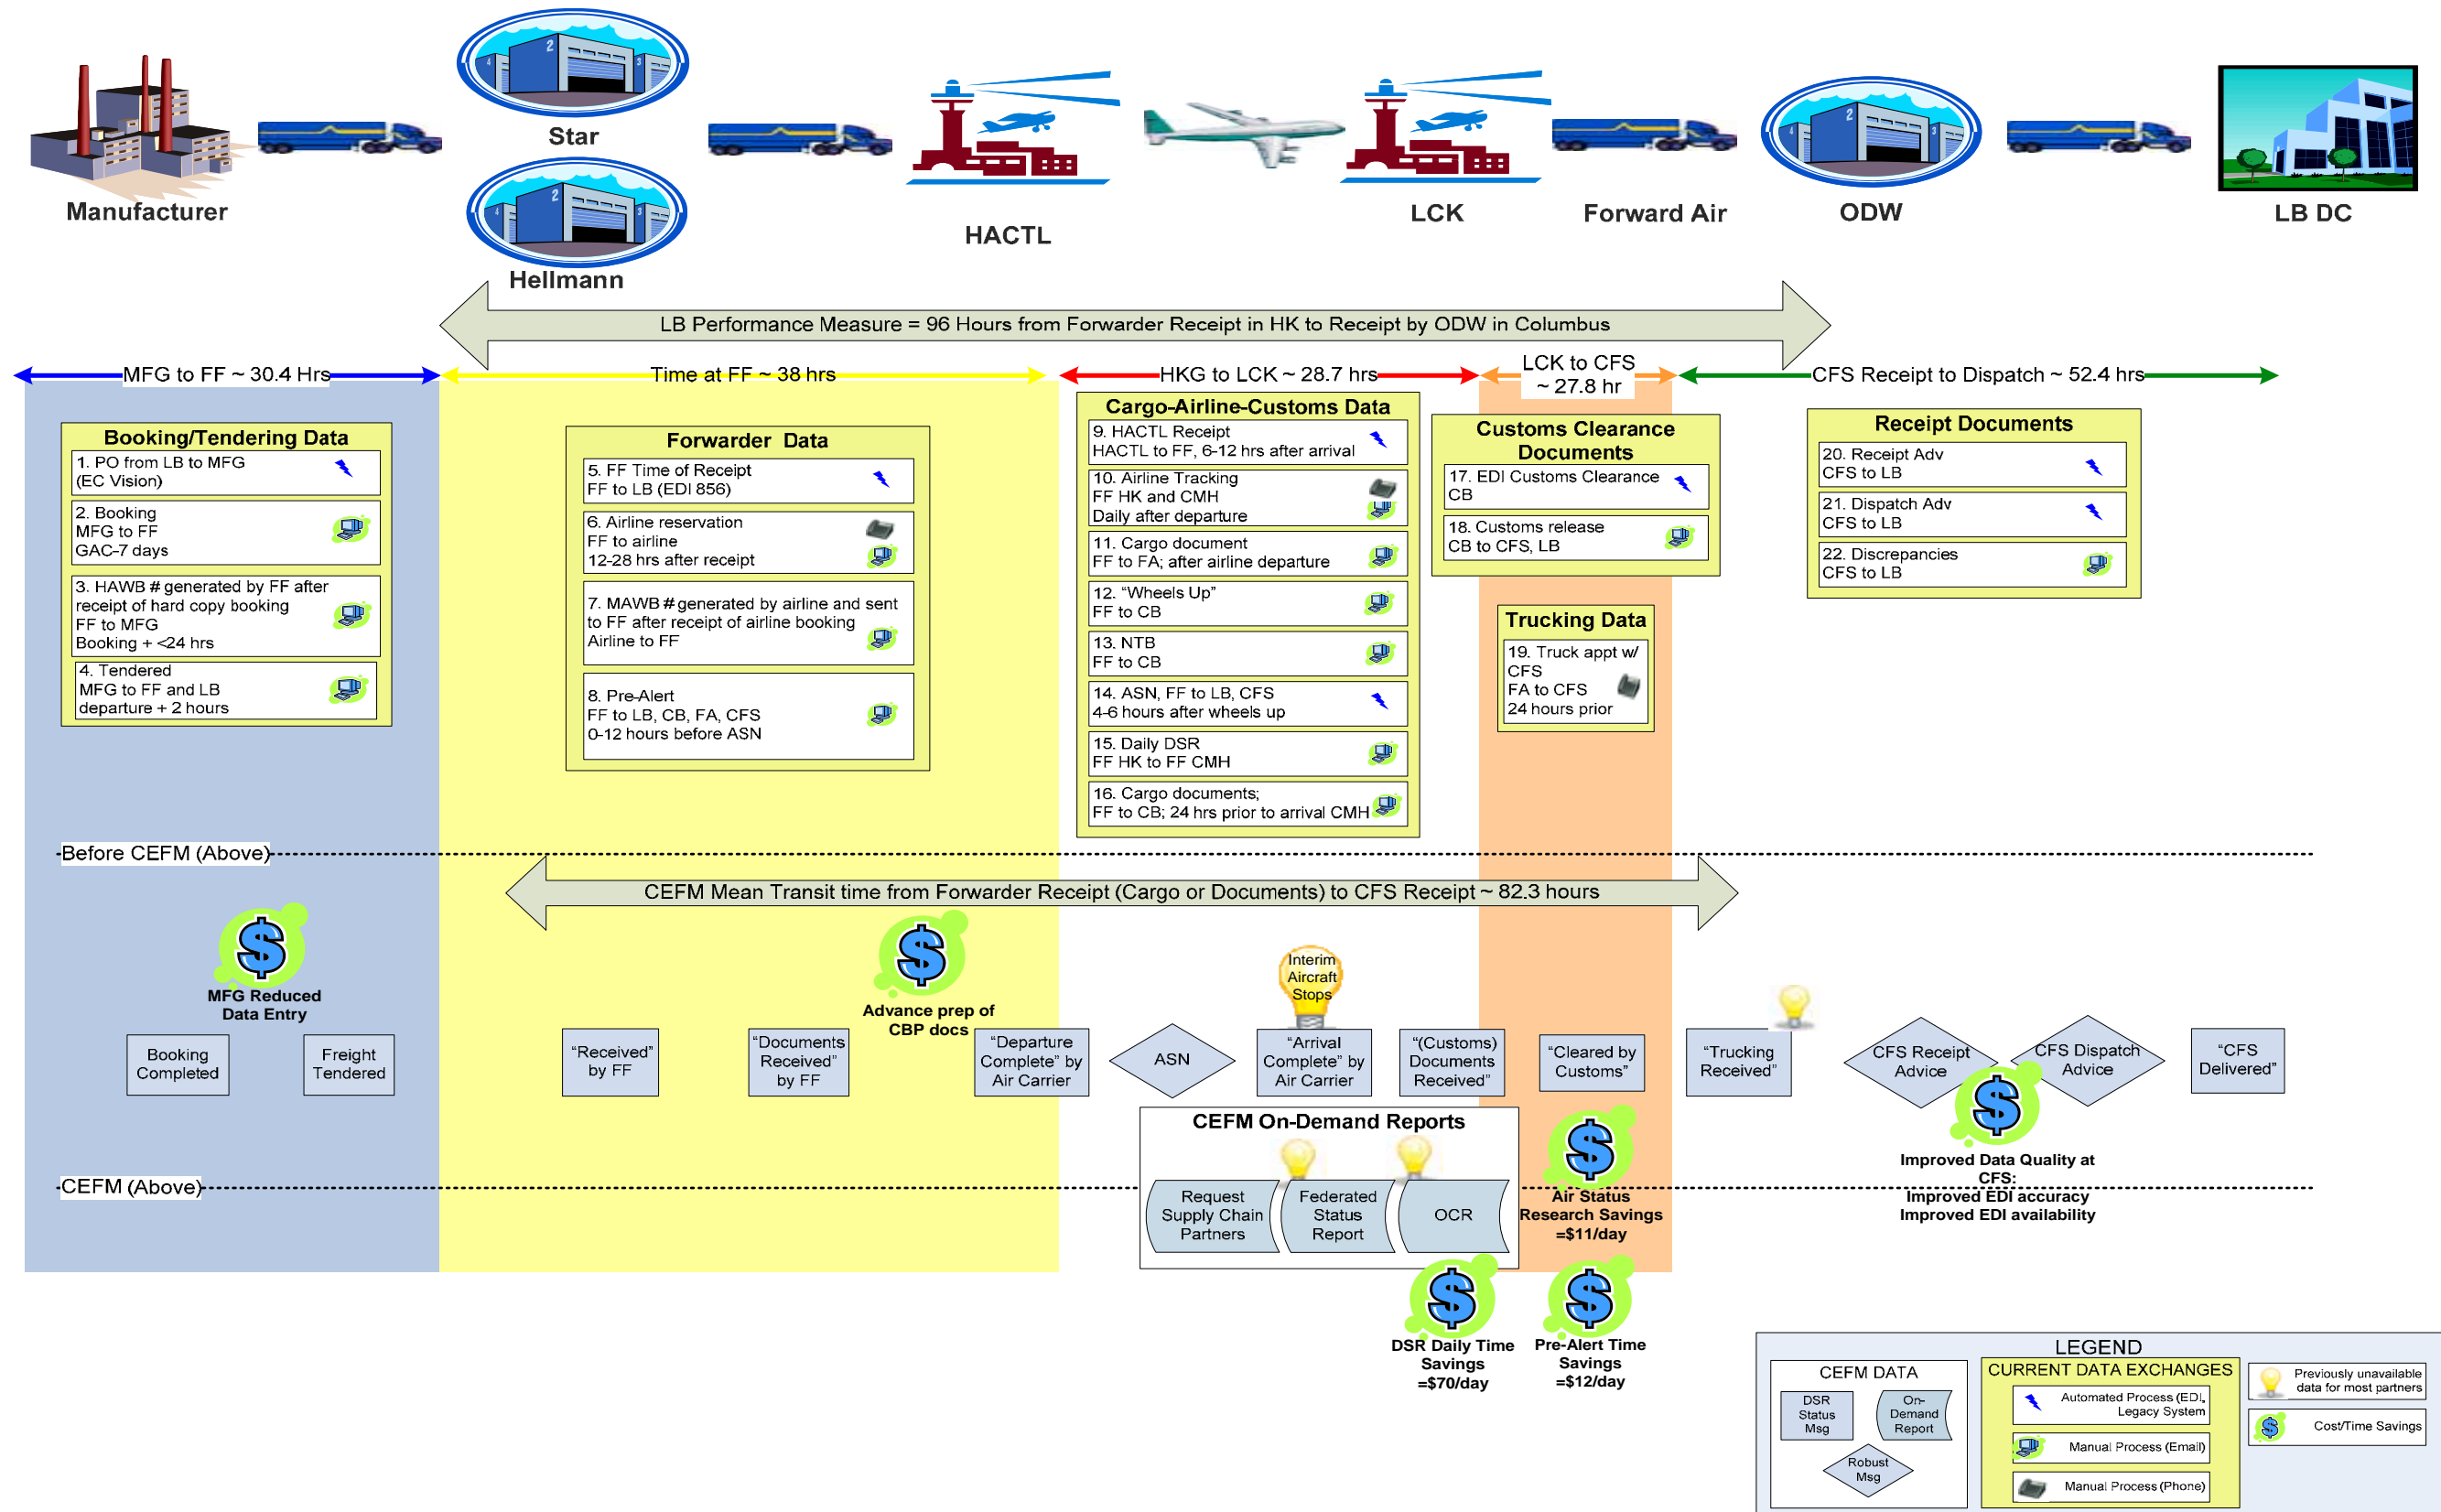 Star
Manufacturer
Hellmann
HACTL
LCK
Forward Air
ODW
LB DC
LB Performance Measure = 96 Hours from Forwarder Receipt in HK to Receipt by ODW in Columbus
MFG to FF ~ 30.4 Hrs
Time at FF ~ 38 hrs
HKG to LCK ~ 28.7 hrs
LCK to CFS
~ 27.8 hr
CFS Receipt to Dispatch ~ 52.4 hrs
Booking/Tendering Data
1. PO from LB to MFG
(EC Vision)
2. Booking
MFG to FF
GAC-7 days
3. HAWB # generated by FF after
receipt of hard copy booking
FF to MFG
Booking + <24 hrs
4. Tendered
MFG to FF and LB
departure + 2 hours
Forwarder Data
5. FF Time of Receipt
FF to LB (EDI 856)
6. Airline reservation
FF to airline
12-28 hrs after receipt
7. MAWB # generated by airline and sent
to FF after receipt of airline booking
Airline to FF
8. Pre-Alert
FF to LB, CB, FA, CFS
0-12 hours before ASN
Cargo-Airline-Customs Data
9. HACTL Receipt
HACTL to FF, 6-12 hrs after arrival
10. Airline Tracking
FF HK and CMH
Daily after departure
11. Cargo document
FF to FA; after airline departure
12. “Wheels Up”
FF to CB
13. NTB
FF to CB
14. ASN, FF to LB, CFS
4-6 hours after wheels up
15. Daily DSR
FF HK to FF CMH
16. Cargo documents;
FF to CB; 24 hrs prior to arrival CMH
Customs Clearance
Documents
17. EDI Customs Clearance
CB
18. Customs release
CB to CFS, LB
Trucking Data
19. Truck appt w/
CFS
FA to CFS
24 hours prior
Receipt Documents
20. Receipt Adv
CFS to LB
21. Dispatch Adv
CFS to LB
22. Discrepancies
CFS to LB
Before CEFM (Above)
CEFM Mean Transit time from Forwarder Receipt (Cargo or Documents) to CFS Receipt ~ 82.3 hours
MFG Reduced
Data Entry
Advance prep of
CBP docs
Interim
Aircraft
Stops
Booking
Completed
Freight
Tendered
“Received”
by FF
“Documents
Received”
by FF
“Departure
Complete” by
Air Carrier
ASN
“Arrival
Complete” by
Air Carrier
“(Customs)
Documents
Received”
“Cleared by
Customs”
“Trucking
Received”
CFS Receipt
Advice
CFS Dispatch
Advice
“CFS
Delivered”
CEFM On-Demand Reports
Request
Supply Chain
Partners
Federated
Status
Report
OCR
CEFM (Above)
Air Status
Research Savings
=$11/day
Improved Data Quality at
CFS:
Improved EDI accuracy
Improved EDI availability
DSR Daily Time
Savings
=$70/day
Pre-Alert Time
Savings
=$12/day
LEGEND
CEFM DATA
DSR
Status
Msg
On-
Demand
Report
Robust
Msg
CURRENT DATA EXCHANGES
Automated Process (EDI,
Legacy System
Manual Process (Email)
Manual Process (Phone)
Previously unavailable
data for most partners
Cost/Time Savings